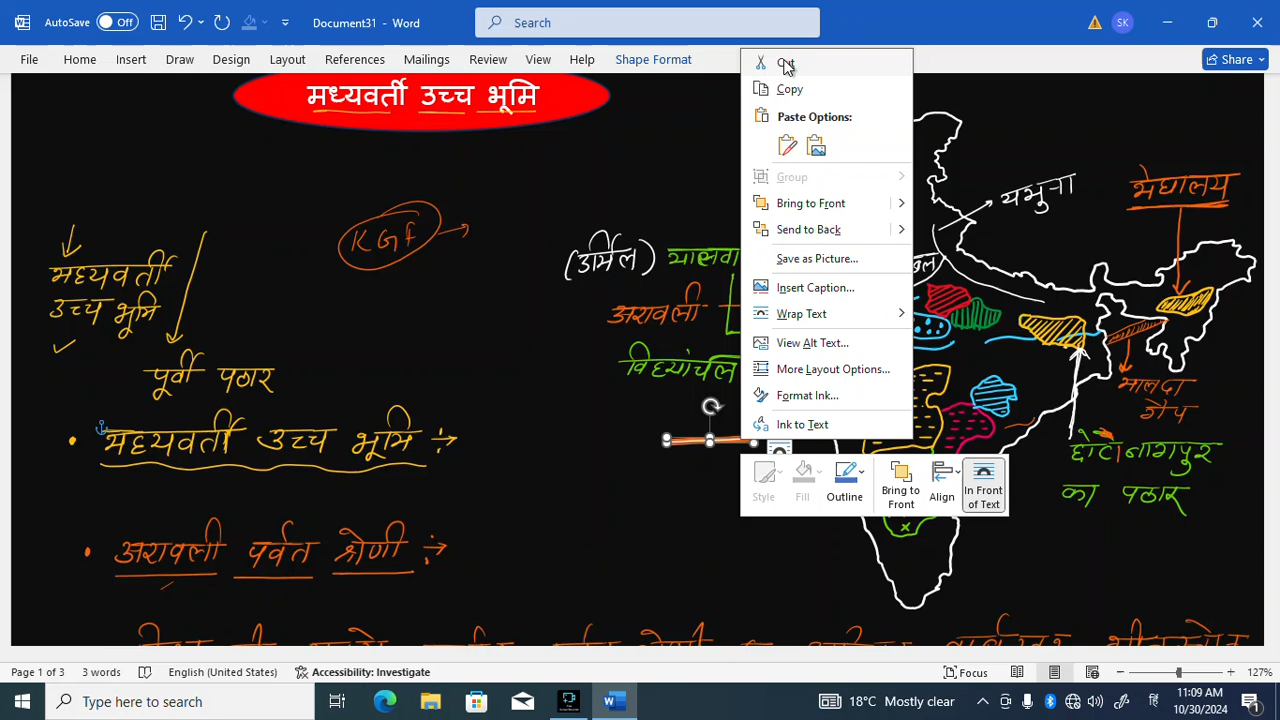 AutoSave Off Document31 - Word Search SK
File Home Insert Draw Design Layout References Mailings Review View Help Shape Format Share
मध्यवर्ती उच्च भूमि
Cut
Copy
Paste Options:
Group
Bring to Front
Send to Back
Save as Picture...
Insert Caption...
Wrap Text
View Alt Text...
More Layout Options...
Format Ink...
Ink to Text
Style Fill Outline Bring to Front Align In Front of Text
KGF
मध्यवर्ती
उच्च भूमि
पूर्वी पठार
(उर्मिल)
अरावली
यमुना
मेघालय
मालदा
गैप
छोटानागपुर
का पठार
• मध्यवर्ती उच्च भूमि :-
• अरावली पर्वत श्रेणी :-
Page 1 of 3 3 words English (United States) Accessibility: Investigate Focus 127%
Type here to search 18°C Mostly clear 11:09 AM
10/30/2024